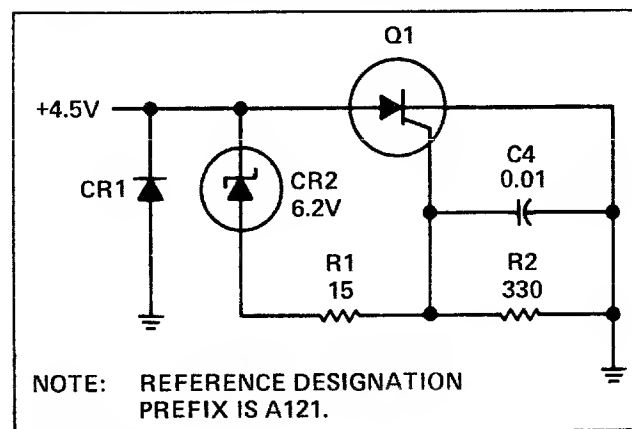 Q1
+4.5V
C4
0.01
CR1
CR2
6.2V
R1
15
R2
330
NOTE: REFERENCE DESIGNATION
PREFIX IS A121.